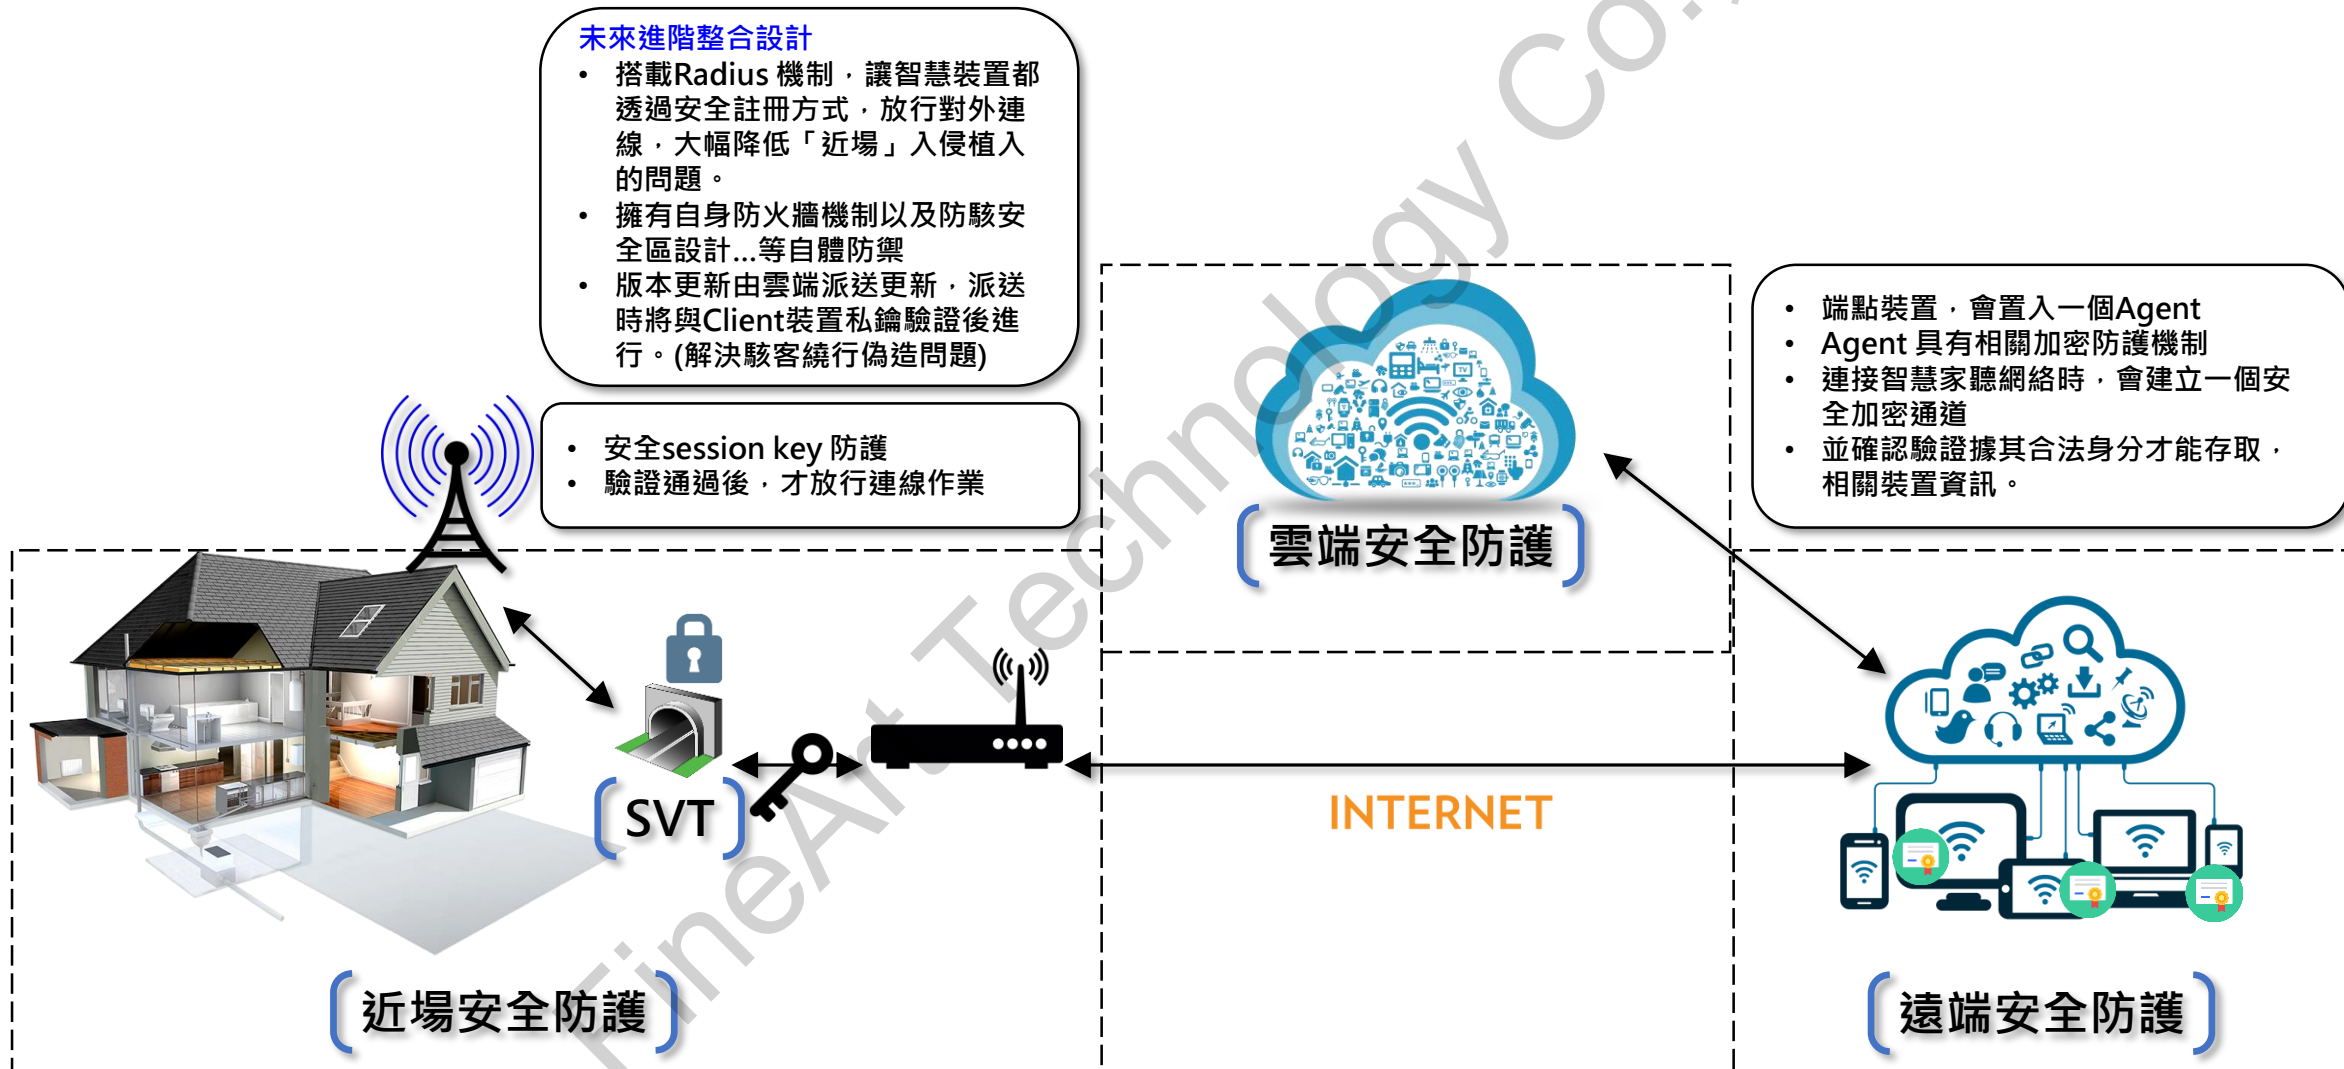 未來進階整合設計
• 搭載Radius 機制，讓智慧裝置都
透過安全註冊方式，放行對外連
線，大幅降低「近場」入侵植入
的問題。
• 擁有自身防火牆機制以及防駭安
全區設計...等自體防禦
• 版本更新由雲端派送更新，派送
時將與Client裝置私鑰驗證後進
行。(解決駭客繞行偽造問題)
• 安全session key 防護
• 驗證通過後，才放行連線作業
• 端點裝置，會置入一個Agent
• Agent 具有相關加密防護機制
• 連接智慧家聽網絡時，會建立一個安
全加密通道
• 並確認驗證據其合法身分才能存取，
相關裝置資訊。
TV
雲端安全防護
SVT
INTERNET
近場安全防護
遠端安全防護
FineArt Technology Co.,